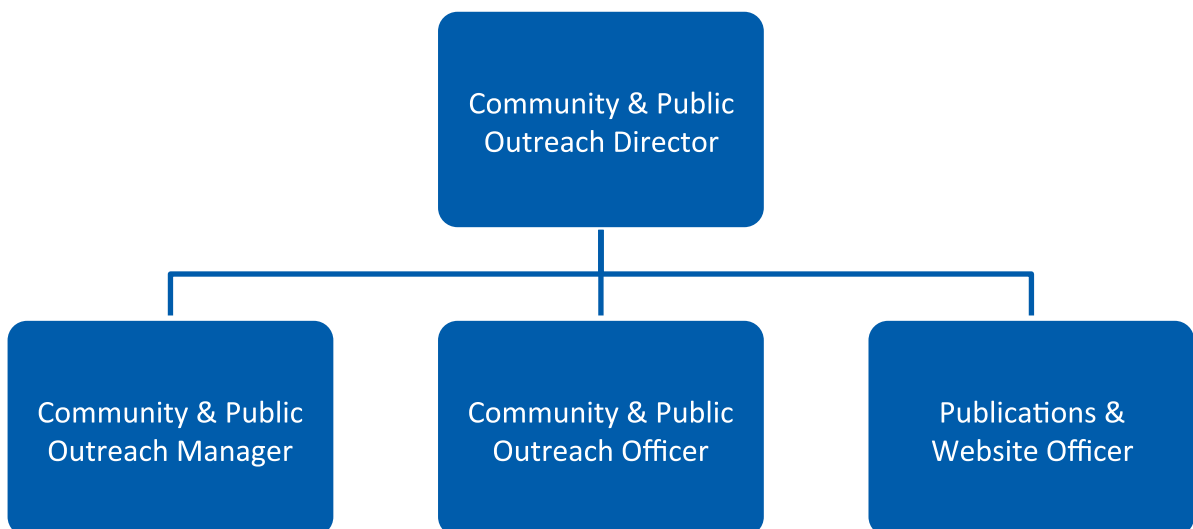 Community & Public
Outreach Director
Community & Public
Outreach Manager
Community & Public
Outreach Officer
Publications &
Website Officer